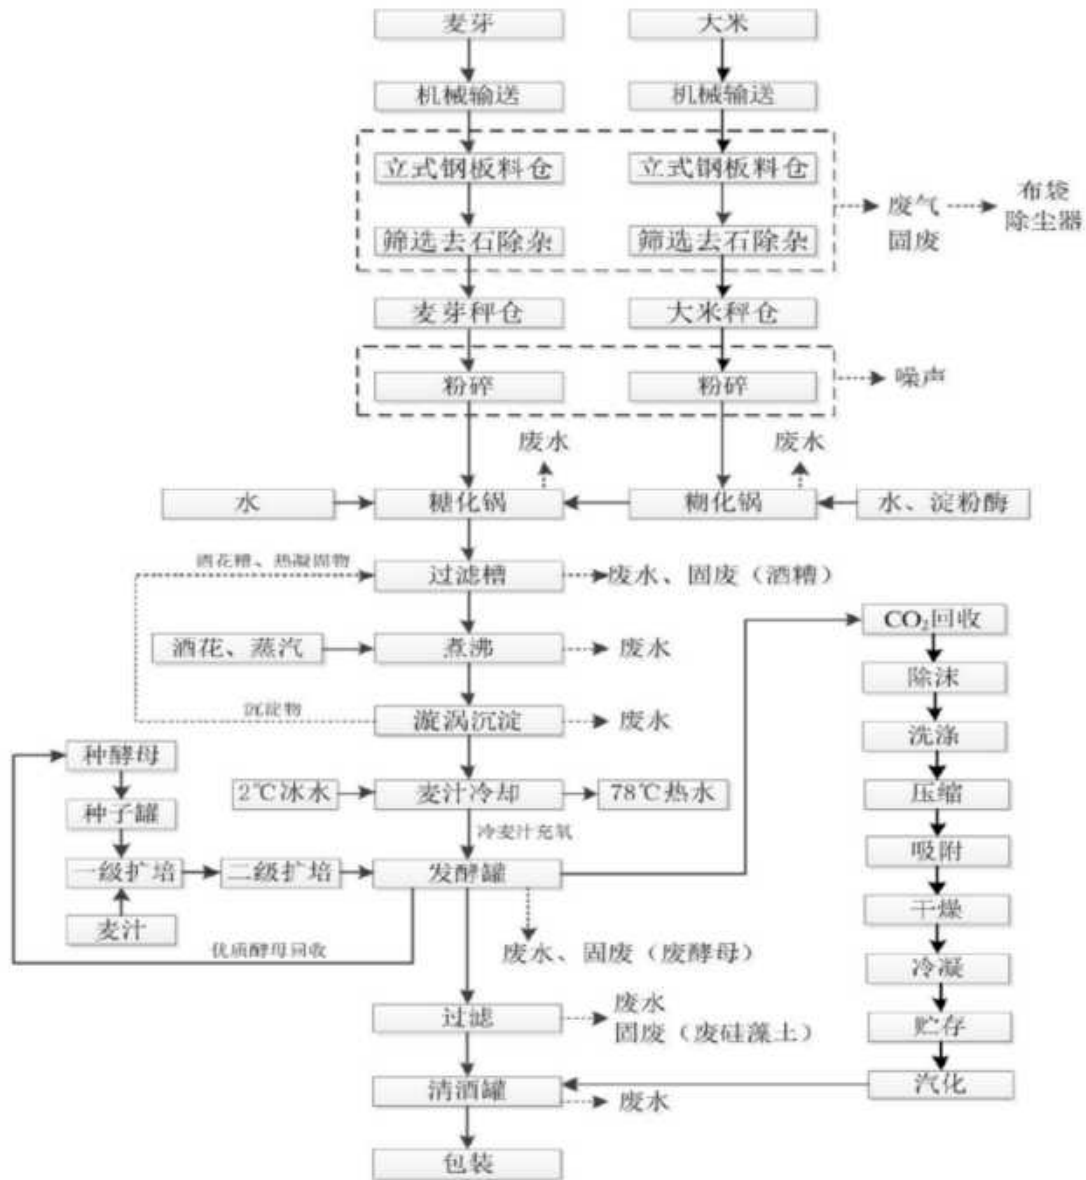 麦芽
大米
机械输送
机械输送
立式钢板料仓
立式钢板料仓
筛选去石除杂
筛选去石除杂
废气
固废
布袋
除尘器
麦芽秤仓
大米秤仓
粉碎
粉碎
噪声
废水
废水
水
糖化锅
糊化锅
水、淀粉酶
酒花糟、热凝固物
过滤槽
废水、固废（酒糟）
酒花、蒸汽
煮沸
废水
沉淀物
漩涡沉淀
废水
2℃冰水
麦汁冷却
78℃热水
冷麦汁充氧
种酵母
种子罐
一级扩培
二级扩培
发酵罐
麦汁
优质酵母回收
废水、固废（废酵母）
过滤
废水
固废（废硅藻土）
清酒罐
废水
包装
CO₂回收
除沫
洗涤
压缩
吸附
干燥
冷凝
贮存
汽化